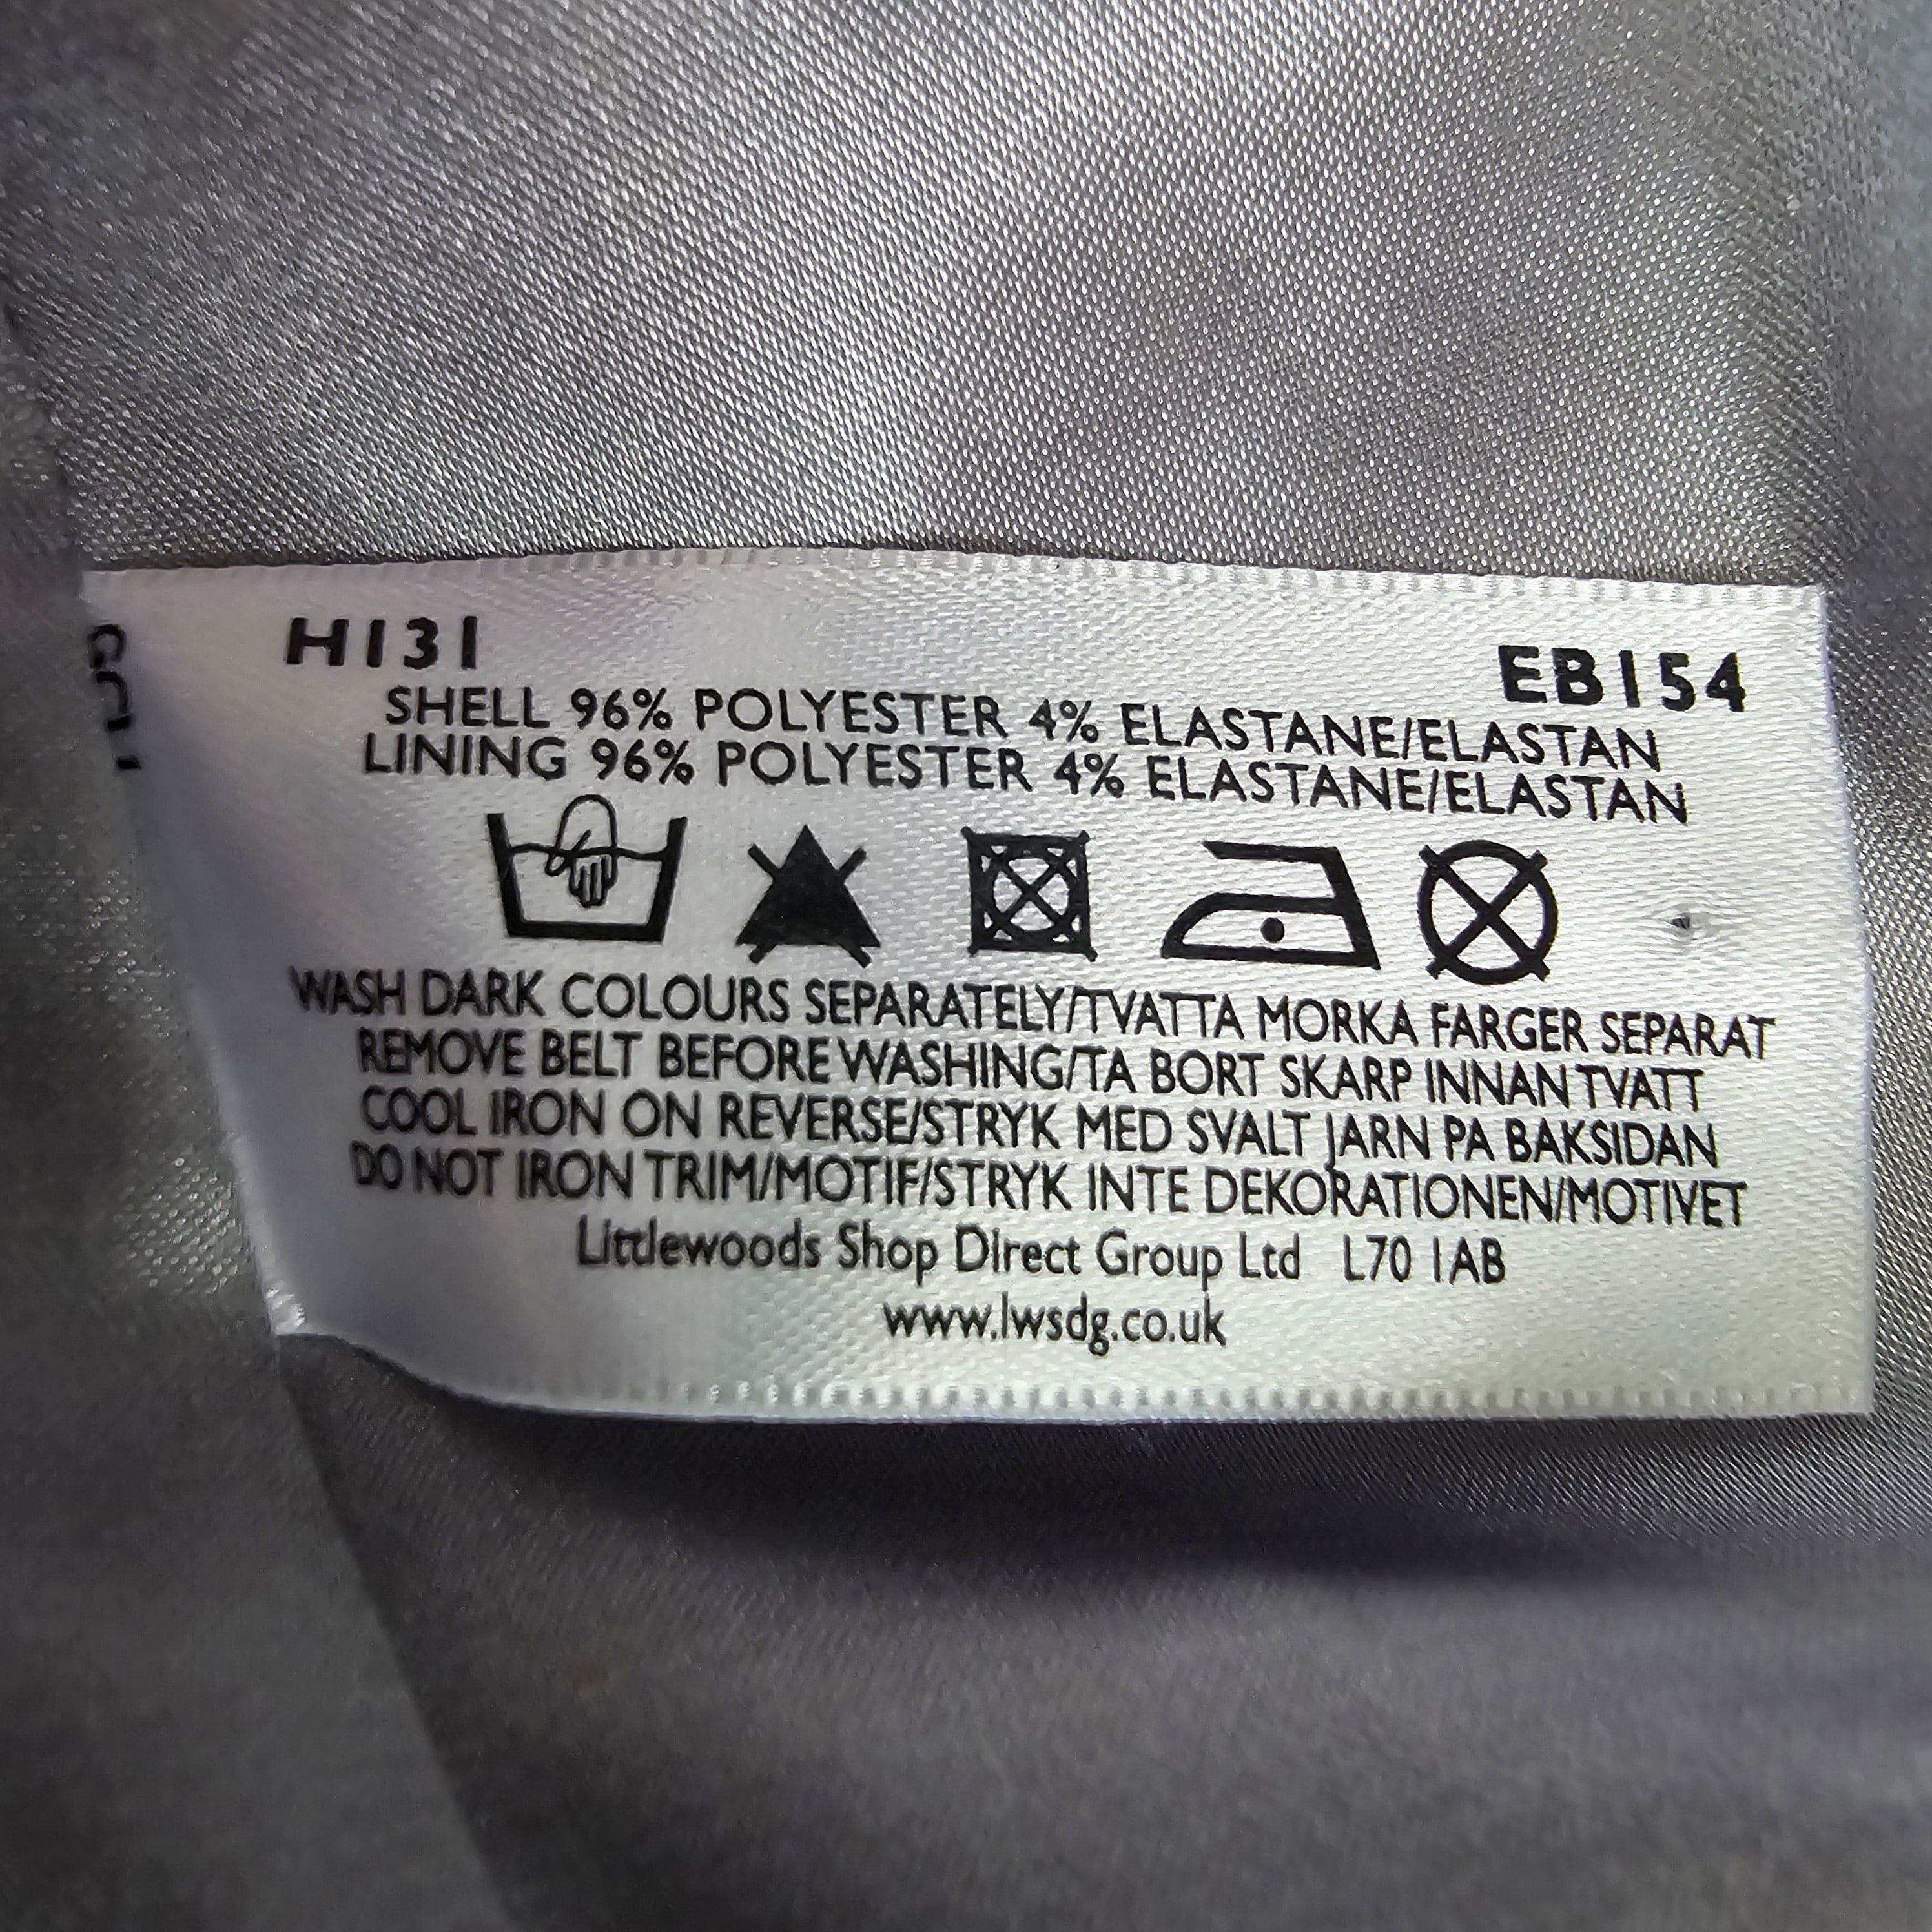 H131
EB154
SHELL 96% POLYESTER 4% ELASTANE/ELASTAN
LINING 96% POLYESTER 4% ELASTANE/ELASTAN
WASH DARK COLOURS SEPARATELY/TVATTA MORKA FARGER SEPARAT
REMOVE BELT BEFORE WASHING/TA BORT SKARP INNAN TVATT
COOL IRON ON REVERSE/STRYK MED SVALT JARN PA BAKSIDAN
DO NOT IRON TRIM/MOTIF/STRYK INTE DEKORATIONEN/MOTIVET
Littlewoods Shop DIrect Group Ltd L70 1AB
www.lwsdg.co.uk